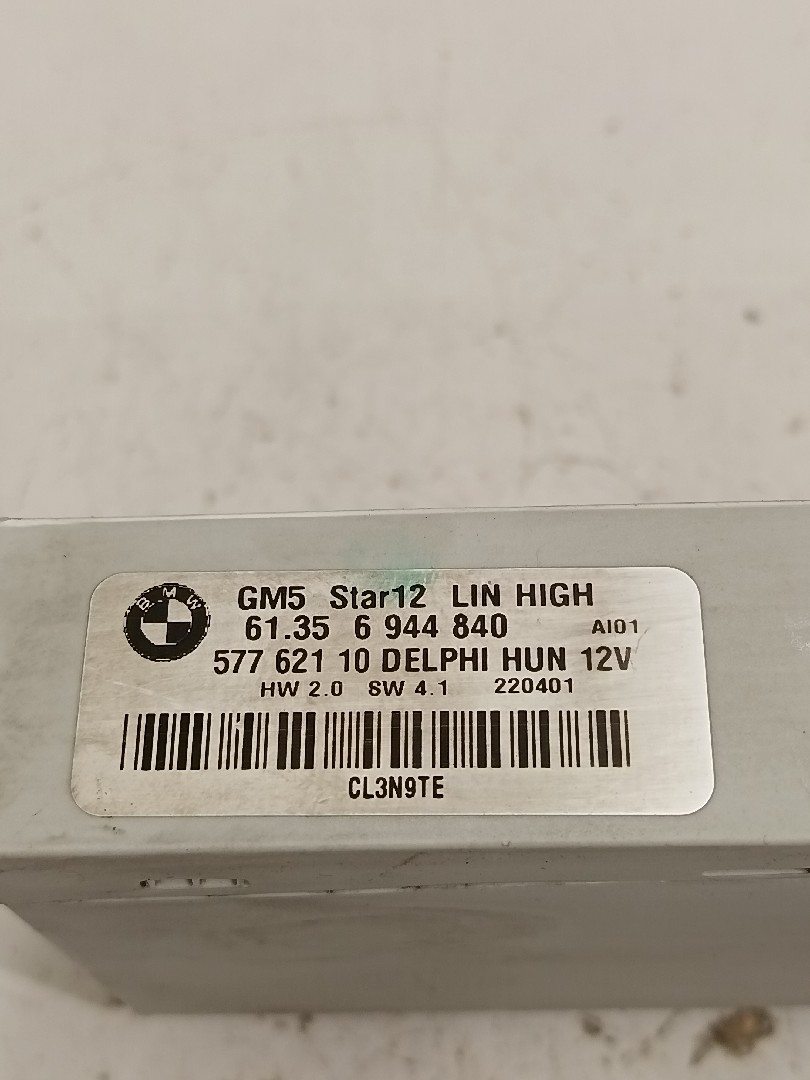 BMW
GM5 Star12 LIN HIGH
61.35 6 944 840 AI01
577 621 10 DELPHI HUN 12V
HW 2.0 SW 4.1 220401
CL3N9TE